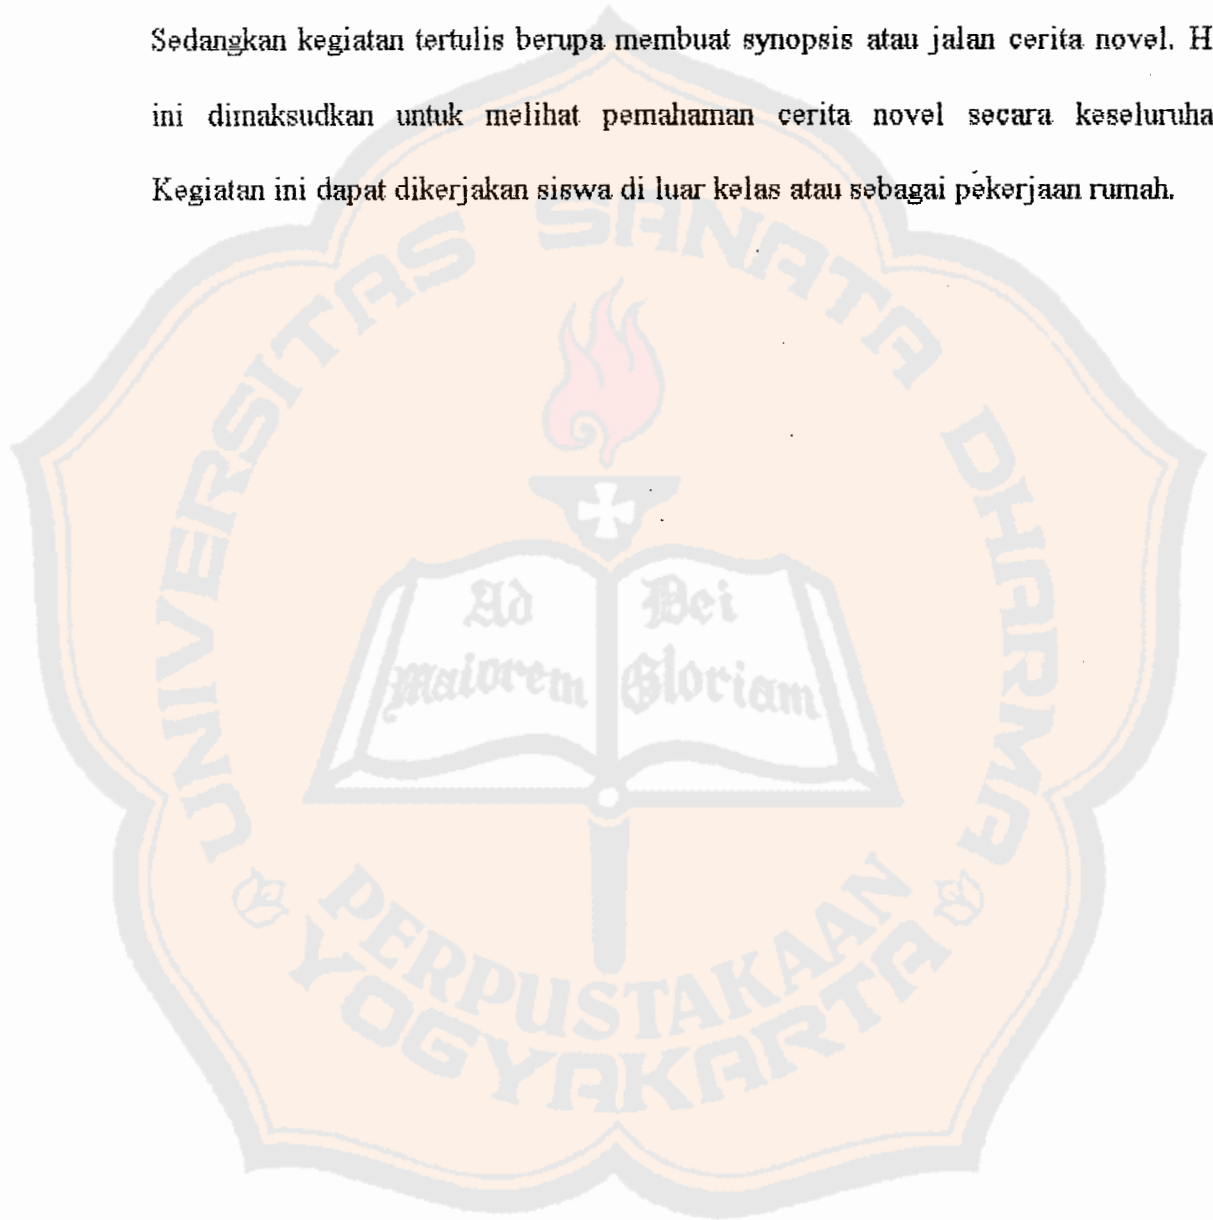 Sedangkan kegiatan tertulis berupa membuat synopsis atau jalan cerita novel. H
ini dimaksudkan untuk melihat pemahaman cerita novel secara keseluruha
Kegiatan ini dapat dikerjakan siswa di luar kelas atau sebagai pekerjaan rumah.
UNIVERSITAS SANATA DHARMA
Ad Dei
Maiorem Gloriam
PERPUSTAKAAN
YOGYAKARTA